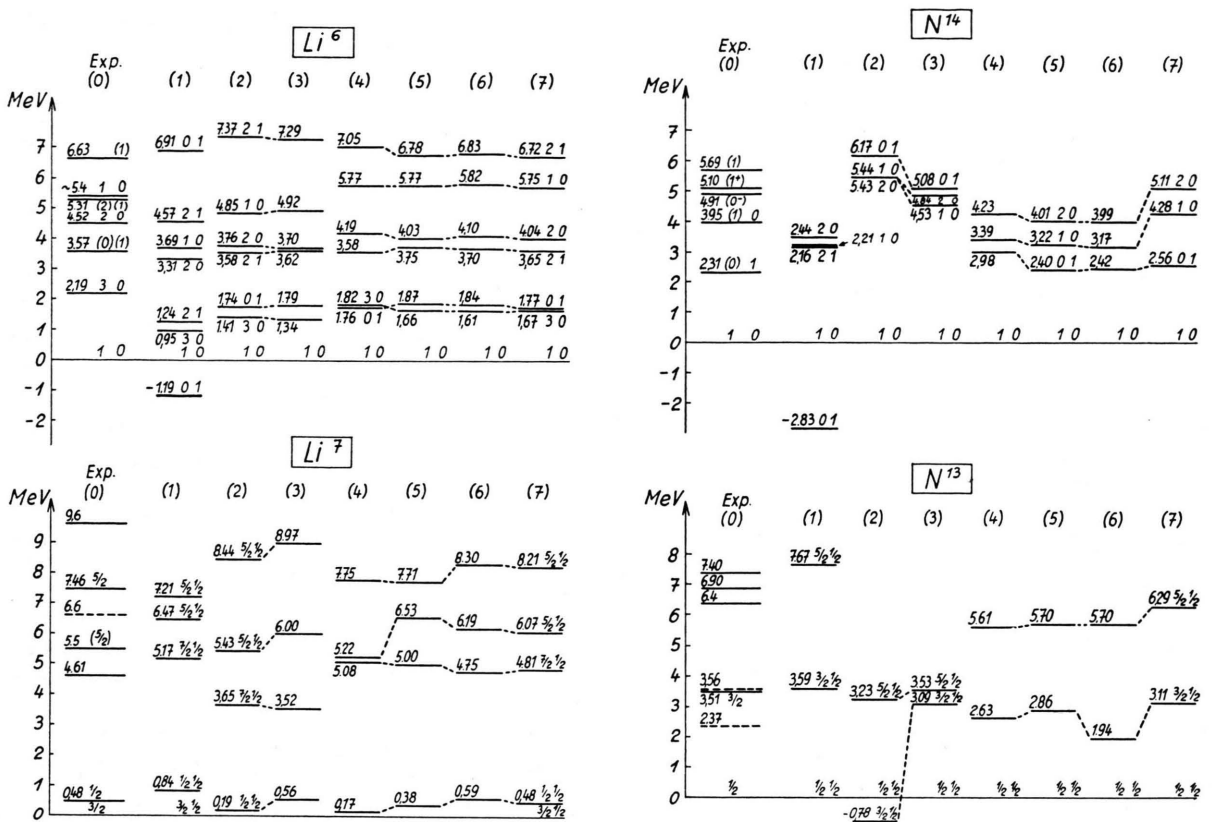 Li⁶
Exp.
(0) (1) (2) (3) (4) (5) (6) (7)
MeV
7
6
5
4
3
2
1
0
-1
-2
6.63 (1)
~5.4 1 0
5.31 (2)(1)
4.52 2 0
3.57 (0)(1)
2,19 3 0
1 0
6.91 0 1
4.57 2 1
3.69 1 0
3,31 2 0
1,24 2 1
0,95 3 0
1 0
-1.19 0 1
7.37 2 1
4.85 1 0
3,76 2 0
3,58 2 1
1,74 0 1
1.41 3 0
1 0
7.29
4.92
3.70
3.62
1.79
1,34
1 0
7.05
5.77
4.19
3.58
1.82 3 0
1.76 0 1
1 0
6.78
5.77
4.03
3.75
1.87
1,66
1 0
6.83
5.82
4.10
3,70
1,84
1,61
1 0
6.72 2 1
5.75 1 0
4.04 2 0
3,65 2 1
1.77 0 1
1,67 3 0
1 0
N¹⁴
Exp.
(0) (1) (2) (3) (4) (5) (6) (7)
MeV
7
6
5
4
3
2
1
0
-1
-2
5.69 (1)
5.10 (1⁺)
4.91 (0⁻)
3.95 (1) 0
2,31 (0) 1
1 0
2.44 2 0
2,21 1 0
2,16 2 1
1 0
-2.83 0 1
6.17 0 1
5.44 1 0
5.43 2 0
1 0
5,08 0 1
4.84 2 0
4.53 1 0
1 0
4.23
3.39
2,98
1 0
4.01 2 0
3,22 1 0
2.40 0 1
1 0
3.99
3,17
2,42
1 0
5.11 2 0
4.28 1 0
2.56 0 1
1 0
Li⁷
Exp.
(0) (1) (2) (3) (4) (5) (6) (7)
MeV
9
8
7
6
5
4
3
2
1
0
9.6
7.46 5/2
6.6
5.5 (5/2)
4.61
0,48 1/2
3/2
7,21 5/2 1/2
6.47 5/2 1/2
5.17 7/2 1/2
0,84 1/2 1/2
3/2 1/2
8.44 5/2 1/2
5.43 5/2 1/2
3,65 7/2 1/2
0,19 1/2 1/2
8.97
6.00
3,52
0,56
7.75
5.22
5.08
0,17
7.71
6.53
5.00
0,38
8.30
6.19
4.75
0,59
8.21 5/2 1/2
6.07 5/2 1/2
4.81 7/2 1/2
0,48 1/2 1/2
3/2 1/2
N¹³
Exp.
(0) (1) (2) (3) (4) (5) (6) (7)
MeV
8
7
6
5
4
3
2
1
0
7.40
6.90
6.4
3,56
3,51 3/2
2.37
1/2
7.67 5/2 1/2
3,59 3/2 1/2
1/2 1/2
3,23 5/2 1/2
1/2 1/2
-0,78 3/2 1/2
3.53 5/2 1/2
3.09 3/2 1/2
1/2 1/2
5.61
2.63
1/2 1/2
5.70
2.86
1/2 1/2
5.70
1.94
1/2 1/2
6,29 5/2 1/2
3.11 3/2 1/2
1/2 1/2